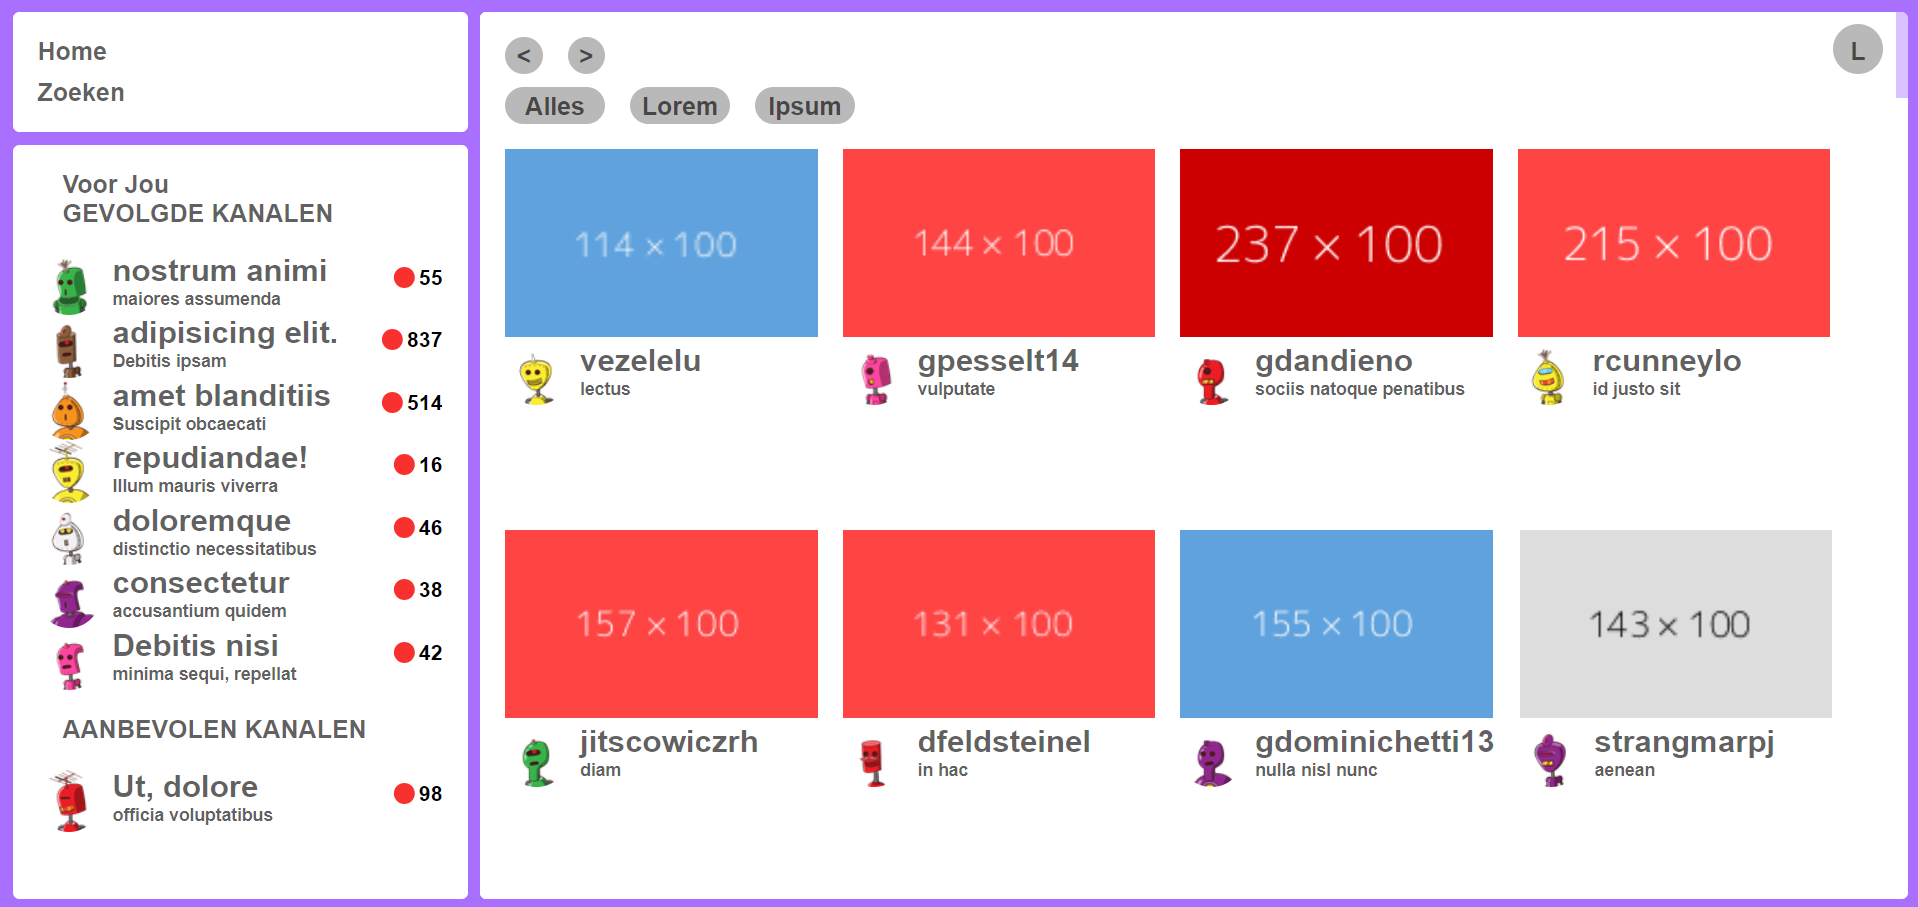 Home
Zoeken
Voor Jou
GEVOLGDE KANALEN
nostrum animi
maiores assumenda
55
adipisicing elit.
Debitis ipsam
837
amet blanditiis
Suscipit obcaecati
514
repudiandae!
Illum mauris viverra
16
doloremque
distinctio necessitatibus
46
consectetur
accusantium quidem
38
Debitis nisi
minima sequi, repellat
42
AANBEVOLEN KANALEN
Ut, dolore
officia voluptatibus
98
< >
L
Alles Lorem Ipsum
114 × 100
vezelelu
lectus
144 × 100
gpesselt14
vulputate
237 × 100
gdandieno
sociis natoque penatibus
215 × 100
rcunneylo
id justo sit
157 × 100
jitscowiczrh
diam
131 × 100
dfeldsteinel
in hac
155 × 100
gdominichetti13
nulla nisl nunc
143 × 100
strangmarpj
aenean